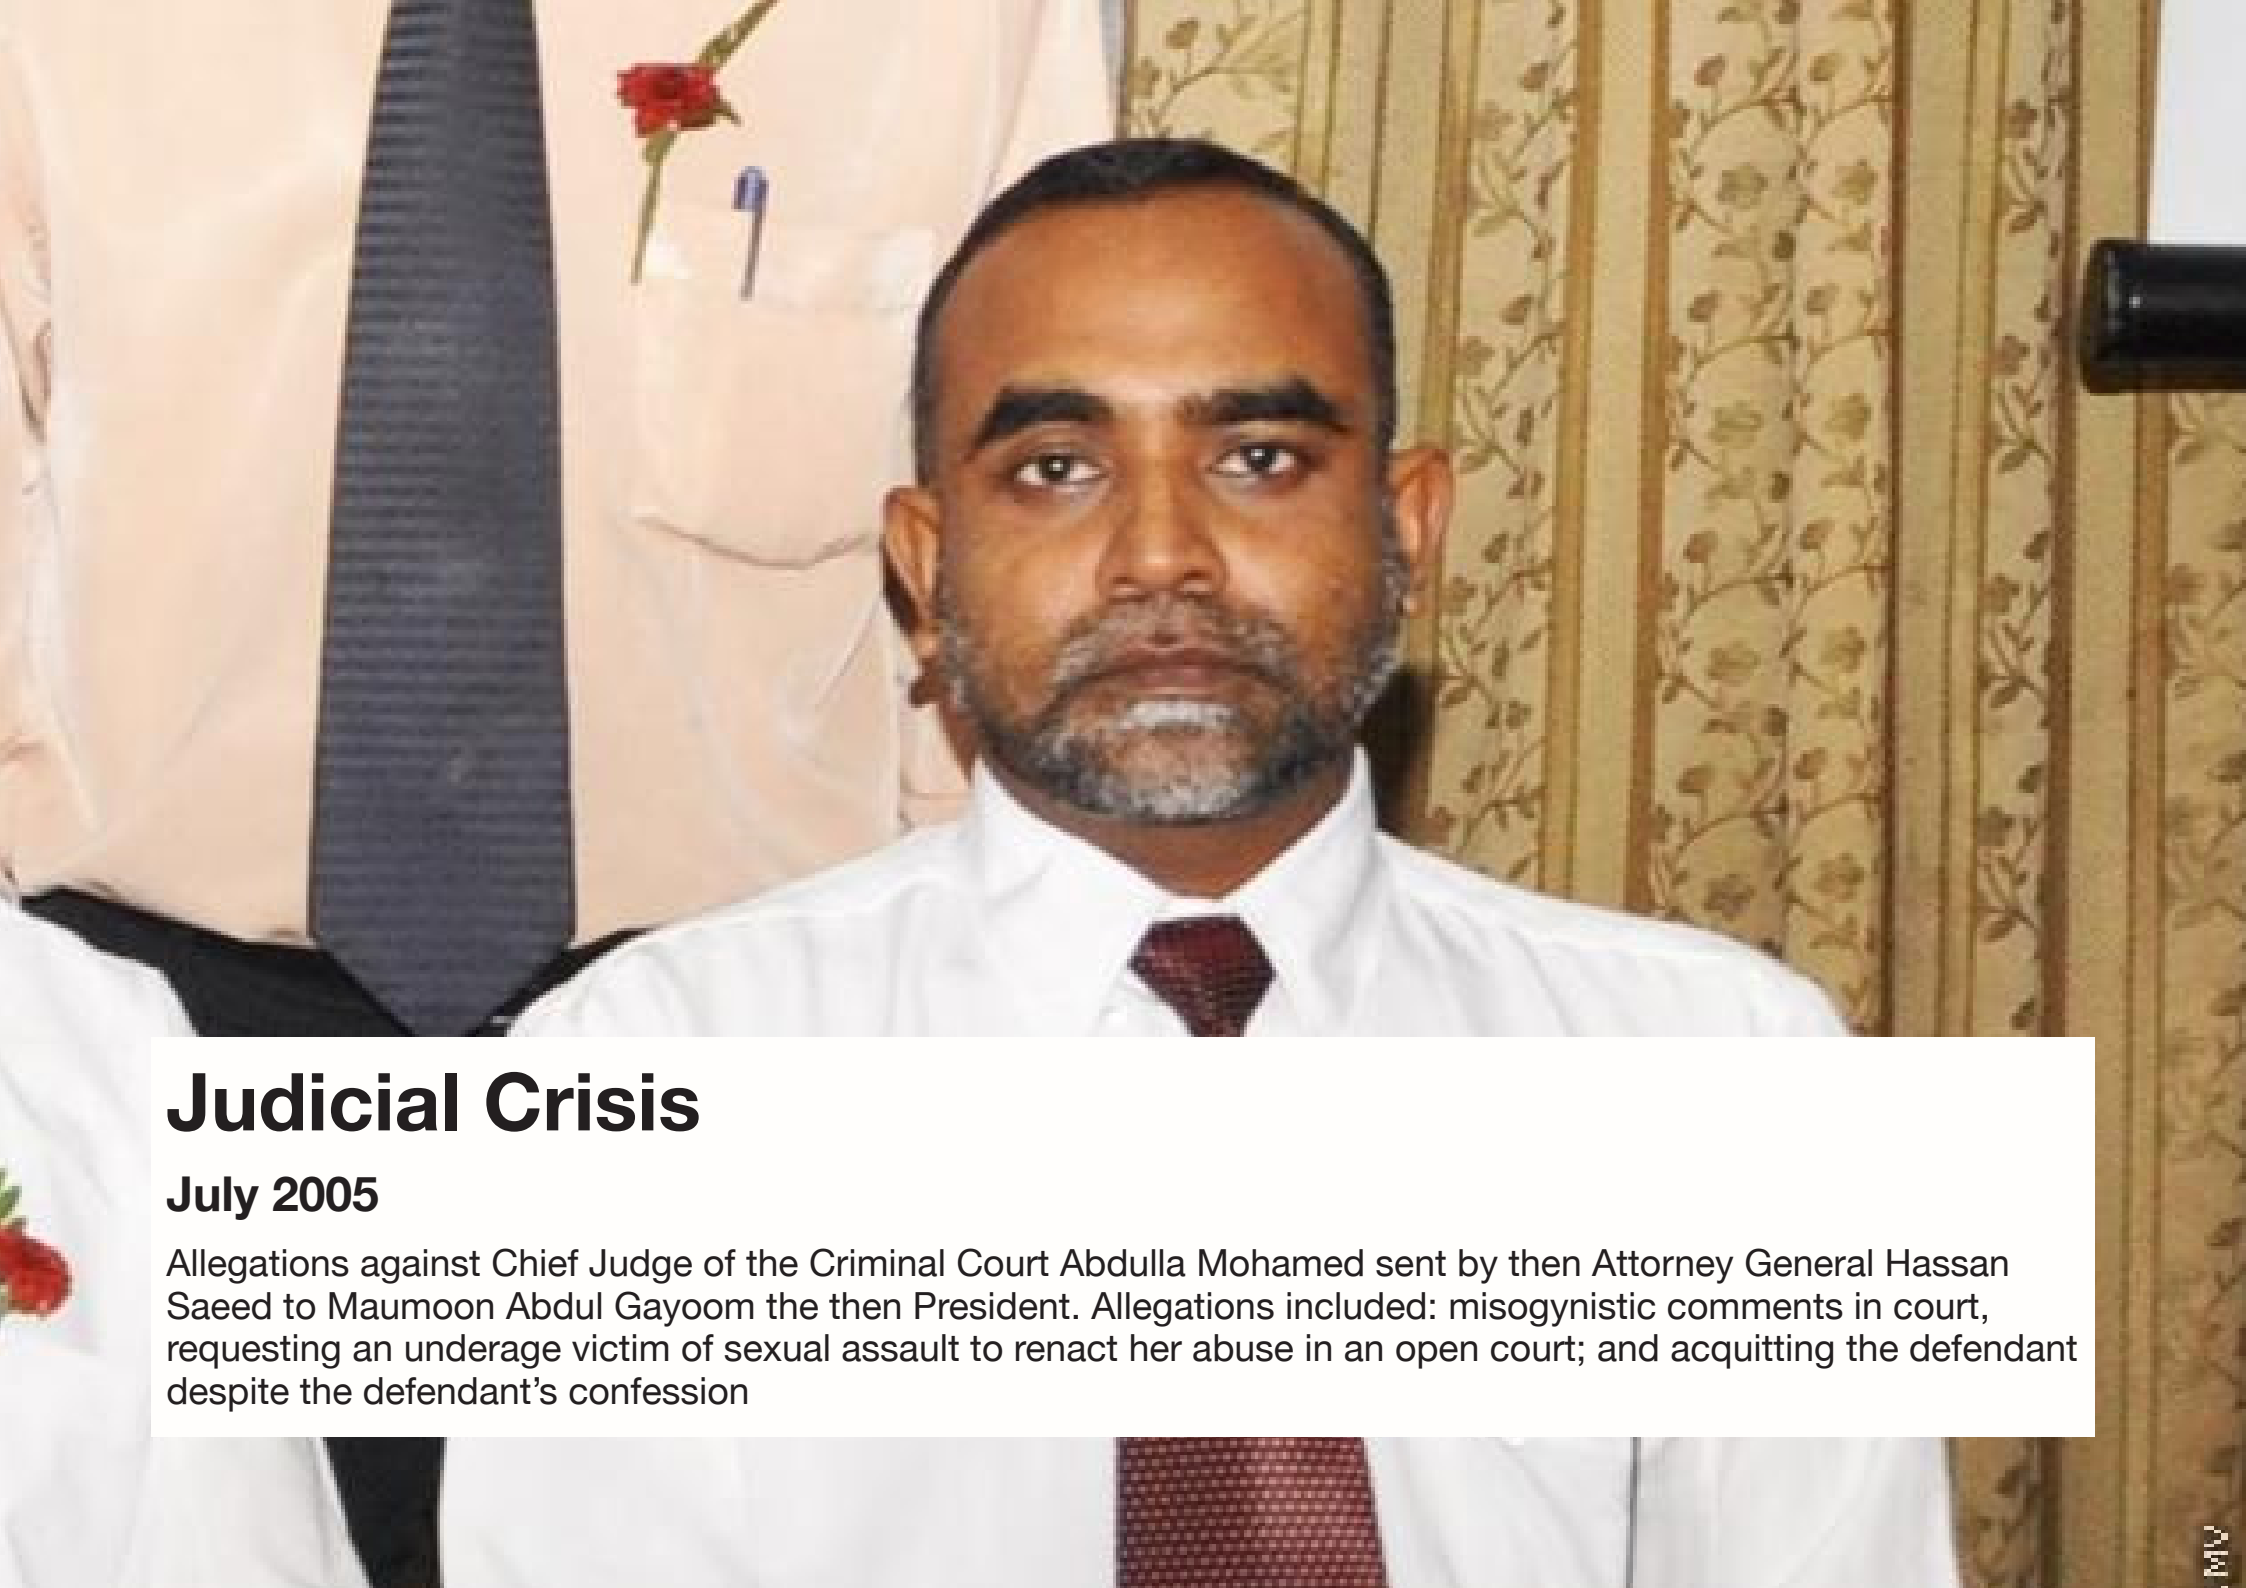 Judicial Crisis
July 2005
Allegations against Chief Judge of the Criminal Court Abdulla Mohamed sent by then Attorney General Hassan
Saeed to Maumoon Abdul Gayoom the then President. Allegations included: misogynistic comments in court,
requesting an underage victim of sexual assault to renact her abuse in an open court; and acquitting the defendant
despite the defendant’s confession
MV